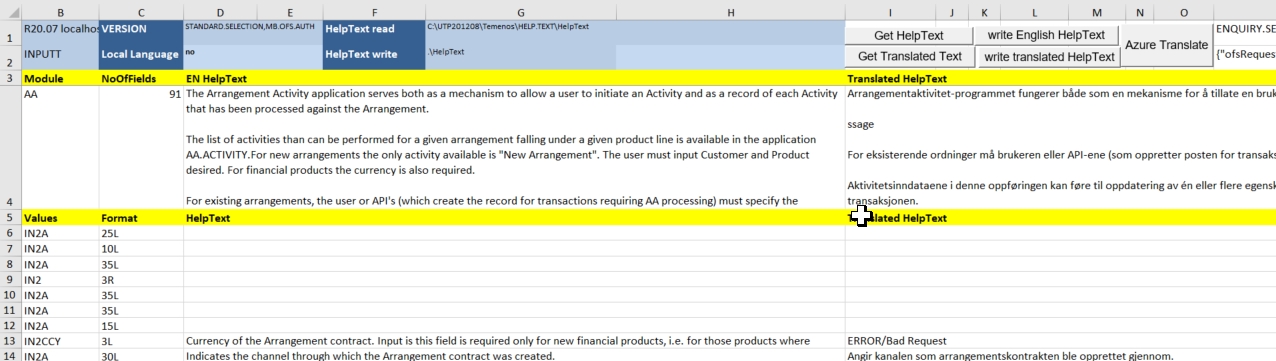 B C D E F G H I J K L M N O
1 R20.07 localhos VERSION STANDARD.SELECTION,MB.OFS.AUTH HelpText read C:\UTP201208\Temenos\HELP.TEXT\HelpText Get HelpText write English HelpText Azure Translate ENQUIRY.SE
2 INPUTT Local Language no HelpText write .\HelpText Get Translated Text write translated HelpText {"ofsReques
3 Module NoOfFields EN HelpText Translated HelpText
AA 91 The Arrangement Activity application serves both as a mechanism to allow a user to initiate an Activity and as a record of each Activity Arrangementaktivitet-programmet fungerer både som en mekanisme for å tillate en bruk
that has been processed against the Arrangement.
ssage
The list of activities than can be performed for a given arrangement falling under a given product line is available in the application
AA.ACTIVITY.For new arrangements the only activity available is "New Arrangement". The user must input Customer and Product For eksisterende ordninger må brukeren eller API-ene (som oppretter posten for transaks
desired. For financial products the currency is also required.
Aktivitetsinndataene i denne oppføringen kan føre til oppdatering av én eller flere egensk
4 For existing arrangements, the user or API's (which create the record for transactions requiring AA processing) must specify the transaksjonen.
5 Values Format HelpText Translated HelpText
6 IN2A 25L
7 IN2A 10L
8 IN2A 35L
9 IN2 3R
10 IN2A 35L
11 IN2A 35L
12 IN2A 15L
13 IN2CCY 3L Currency of the Arrangement contract. Input is this field is required only for new financial products, i.e. for those products where ERROR/Bad Request
14 IN2A 30L Indicates the channel through which the Arrangement contract was created. Angir kanalen som arrangementskontrakten ble opprettet gjennom.